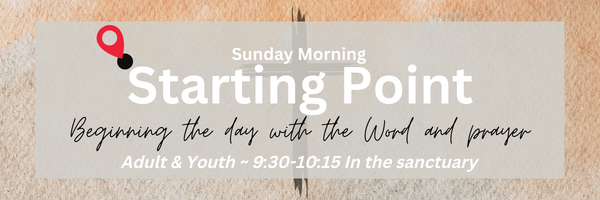 Sunday Morning
Starting Point
Beginning the day with the Word and prayer
Adult & Youth ~ 9:30-10:15 In the sanctuary